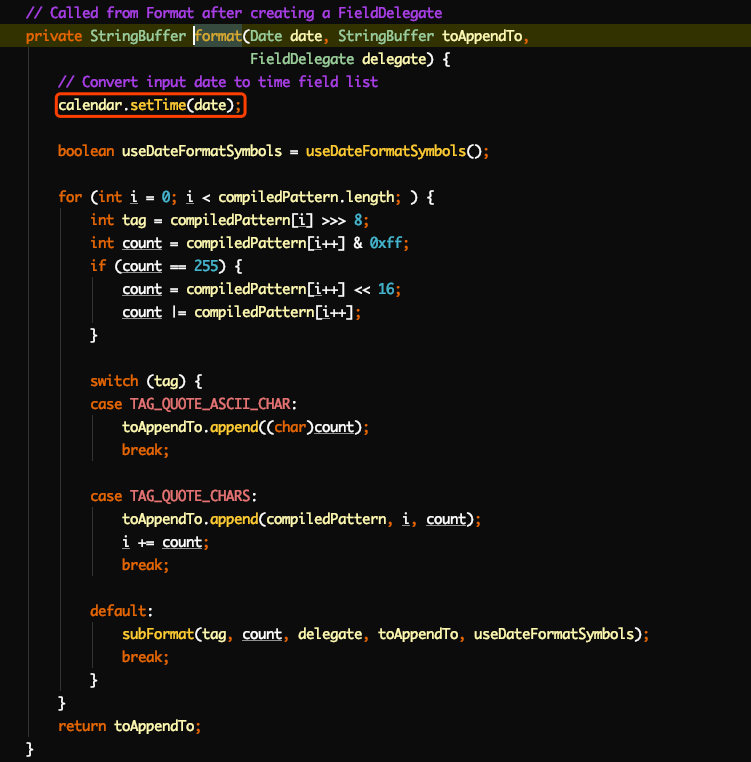 // Called from Format after creating a FieldDelegate
private StringBuffer format(Date date, StringBuffer toAppendTo,
                            FieldDelegate delegate) {
    // Convert input date to time field list
    calendar.setTime(date);

    boolean useDateFormatSymbols = useDateFormatSymbols();

    for (int i = 0; i < compiledPattern.length; ) {
        int tag = compiledPattern[i] >>> 8;
        int count = compiledPattern[i++] & 0xff;
        if (count == 255) {
            count = compiledPattern[i++] << 16;
            count |= compiledPattern[i++];
        }

        switch (tag) {
        case TAG_QUOTE_ASCII_CHAR:
            toAppendTo.append((char)count);
            break;

        case TAG_QUOTE_CHARS:
            toAppendTo.append(compiledPattern, i, count);
            i += count;
            break;

        default:
            subFormat(tag, count, delegate, toAppendTo, useDateFormatSymbols);
            break;
        }
    }
    return toAppendTo;
}